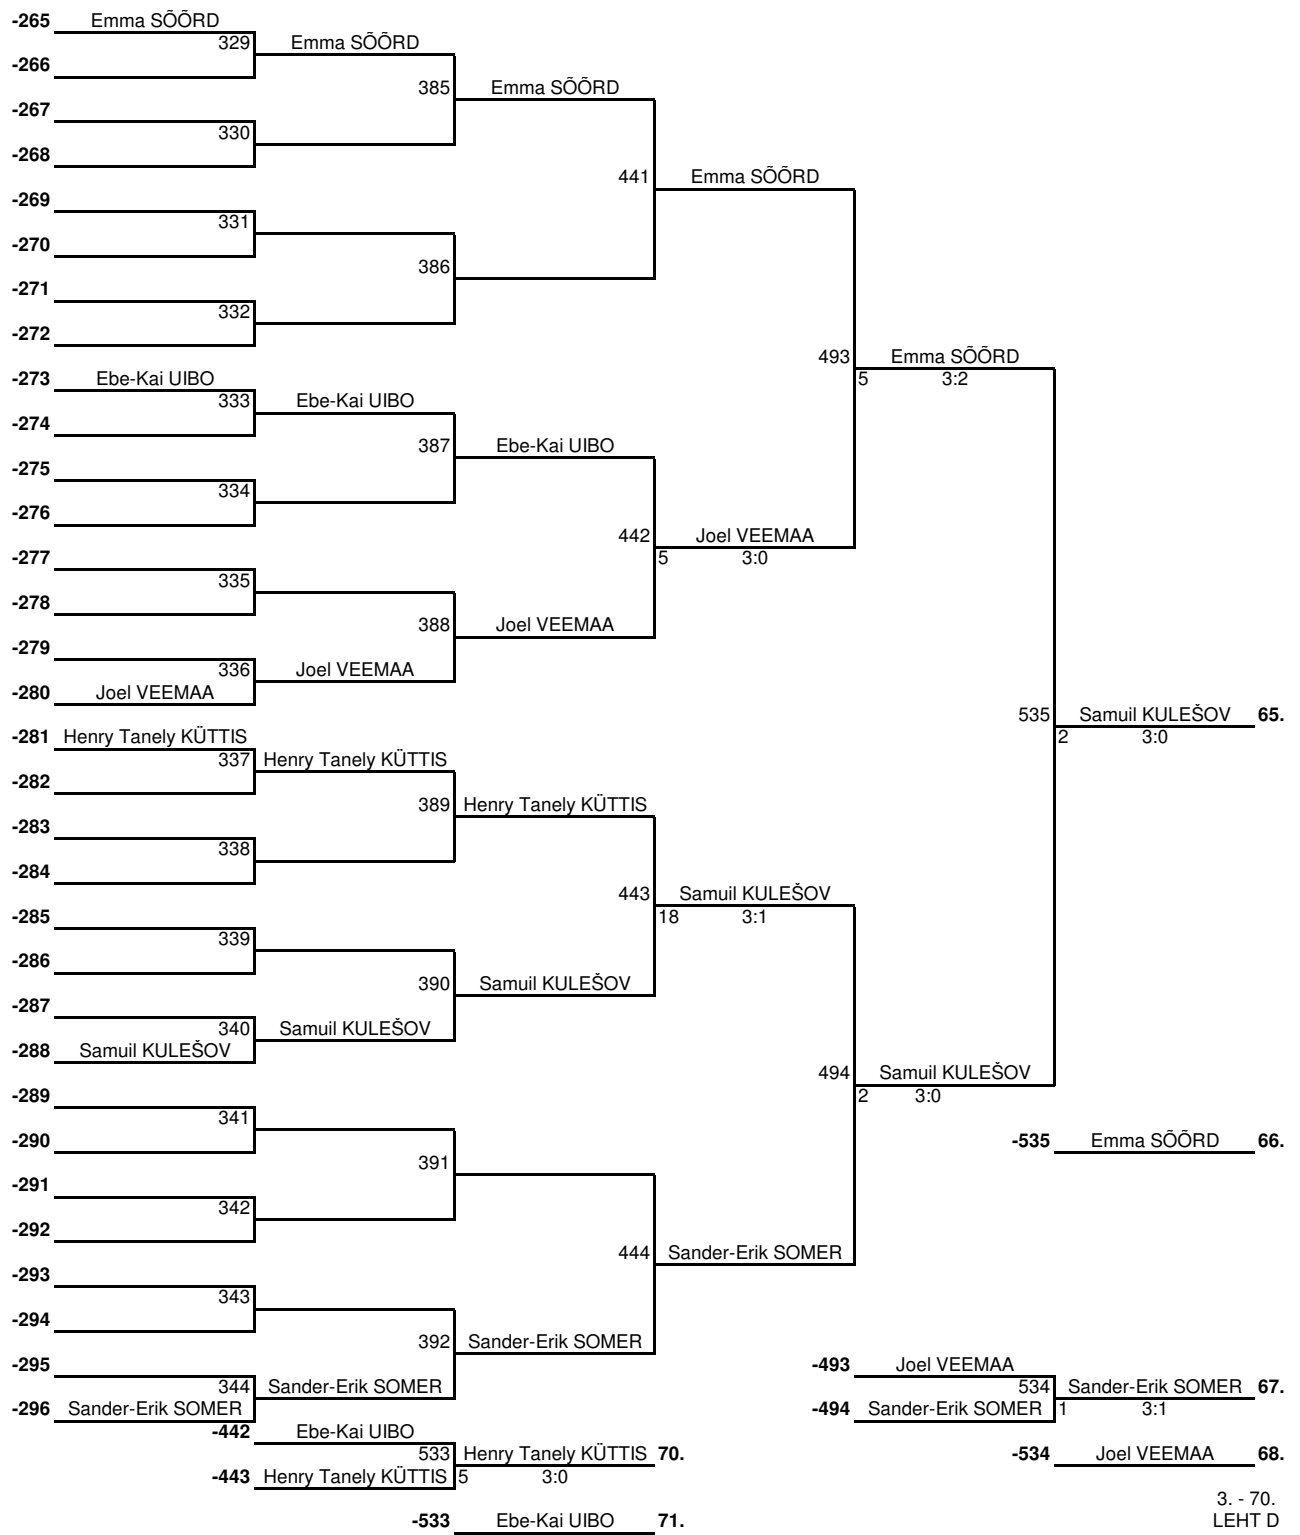 -265 Emma SÕÕRD
329 Emma SÕÕRD
-266
385 Emma SÕÕRD
-267
330
-268
441 Emma SÕÕRD
-269
331
-270
386
-271
332
-272
493 Emma SÕÕRD
5 3:2
-273 Ebe-Kai UIBO
333 Ebe-Kai UIBO
-274
387 Ebe-Kai UIBO
-275
334
-276
442 Joel VEEMAA
5 3:0
-277
335
-278
388 Joel VEEMAA
-279
336 Joel VEEMAA
-280 Joel VEEMAA
535 Samuil KULEŠOV 65.
2 3:0
-281 Henry Tanely KÜTTIS
337 Henry Tanely KÜTTIS
-282
389 Henry Tanely KÜTTIS
-283
338
-284
443 Samuil KULEŠOV
18 3:1
-285
339
-286
390 Samuil KULEŠOV
-287
340 Samuil KULEŠOV
-288 Samuil KULEŠOV
494 Samuil KULEŠOV
2 3:0
-289
341
-290
-535 Emma SÕÕRD 66.
391
-291
342
-292
444 Sander-Erik SOMER
-293
343
-294
392 Sander-Erik SOMER
-295
344 Sander-Erik SOMER
-296 Sander-Erik SOMER
-493 Joel VEEMAA
534 Sander-Erik SOMER 67.
-494 Sander-Erik SOMER 1 3:1
-442 Ebe-Kai UIBO
533 Henry Tanely KÜTTIS 70.
-443 Henry Tanely KÜTTIS 5 3:0
-534 Joel VEEMAA 68.
-533 Ebe-Kai UIBO 71.
3. - 70.
LEHT D